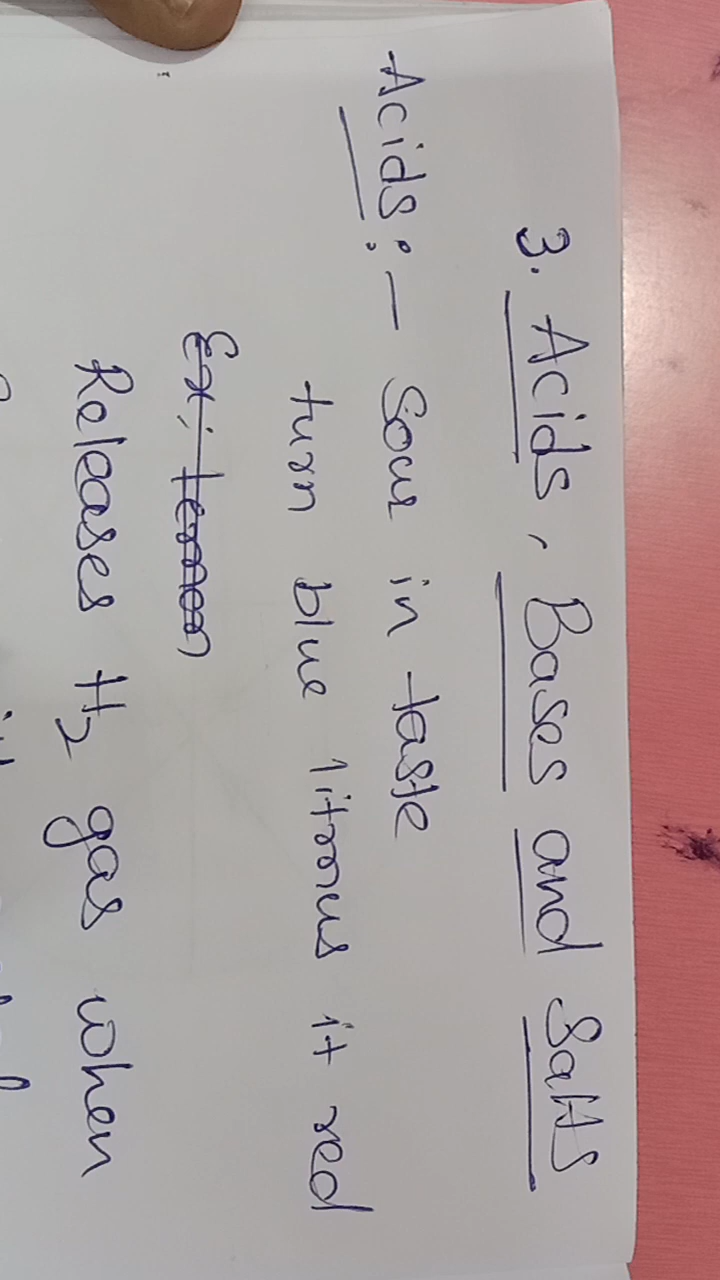 3. Acids, Bases and Salts
Acids:- Sour in taste
turn blue litmus it red
Ex: lemon
Releases H₂ gas when